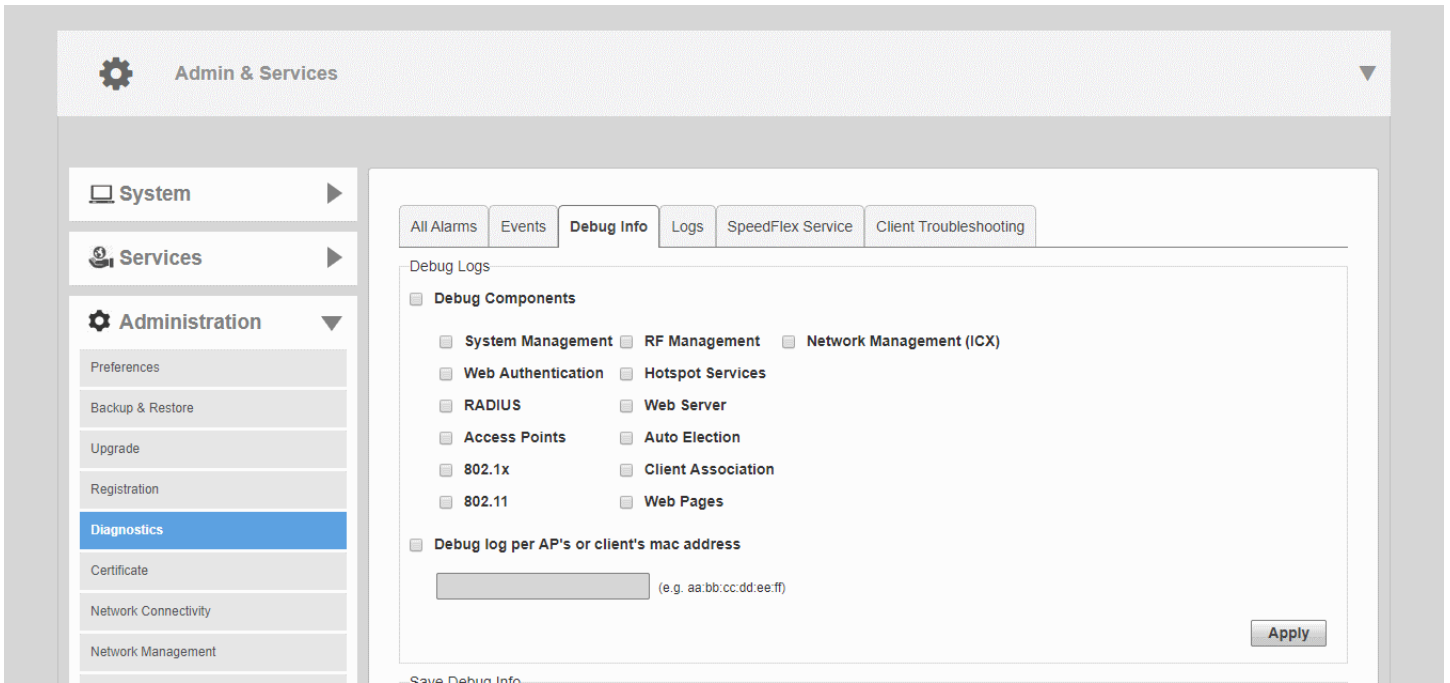 Admin & Services
System
Services
Administration
Preferences
Backup & Restore
Upgrade
Registration
Diagnostics
Certificate
Network Connectivity
Network Management
All Alarms Events Debug Info Logs SpeedFlex Service Client Troubleshooting
Debug Logs
Debug Components
System Management RF Management Network Management (ICX)
Web Authentication Hotspot Services
RADIUS Web Server
Access Points Auto Election
802.1x Client Association
802.11 Web Pages
Debug log per AP's or client's mac address
(e.g. aa:bb:cc:dd:ee:ff)
Apply
Save Debug Info